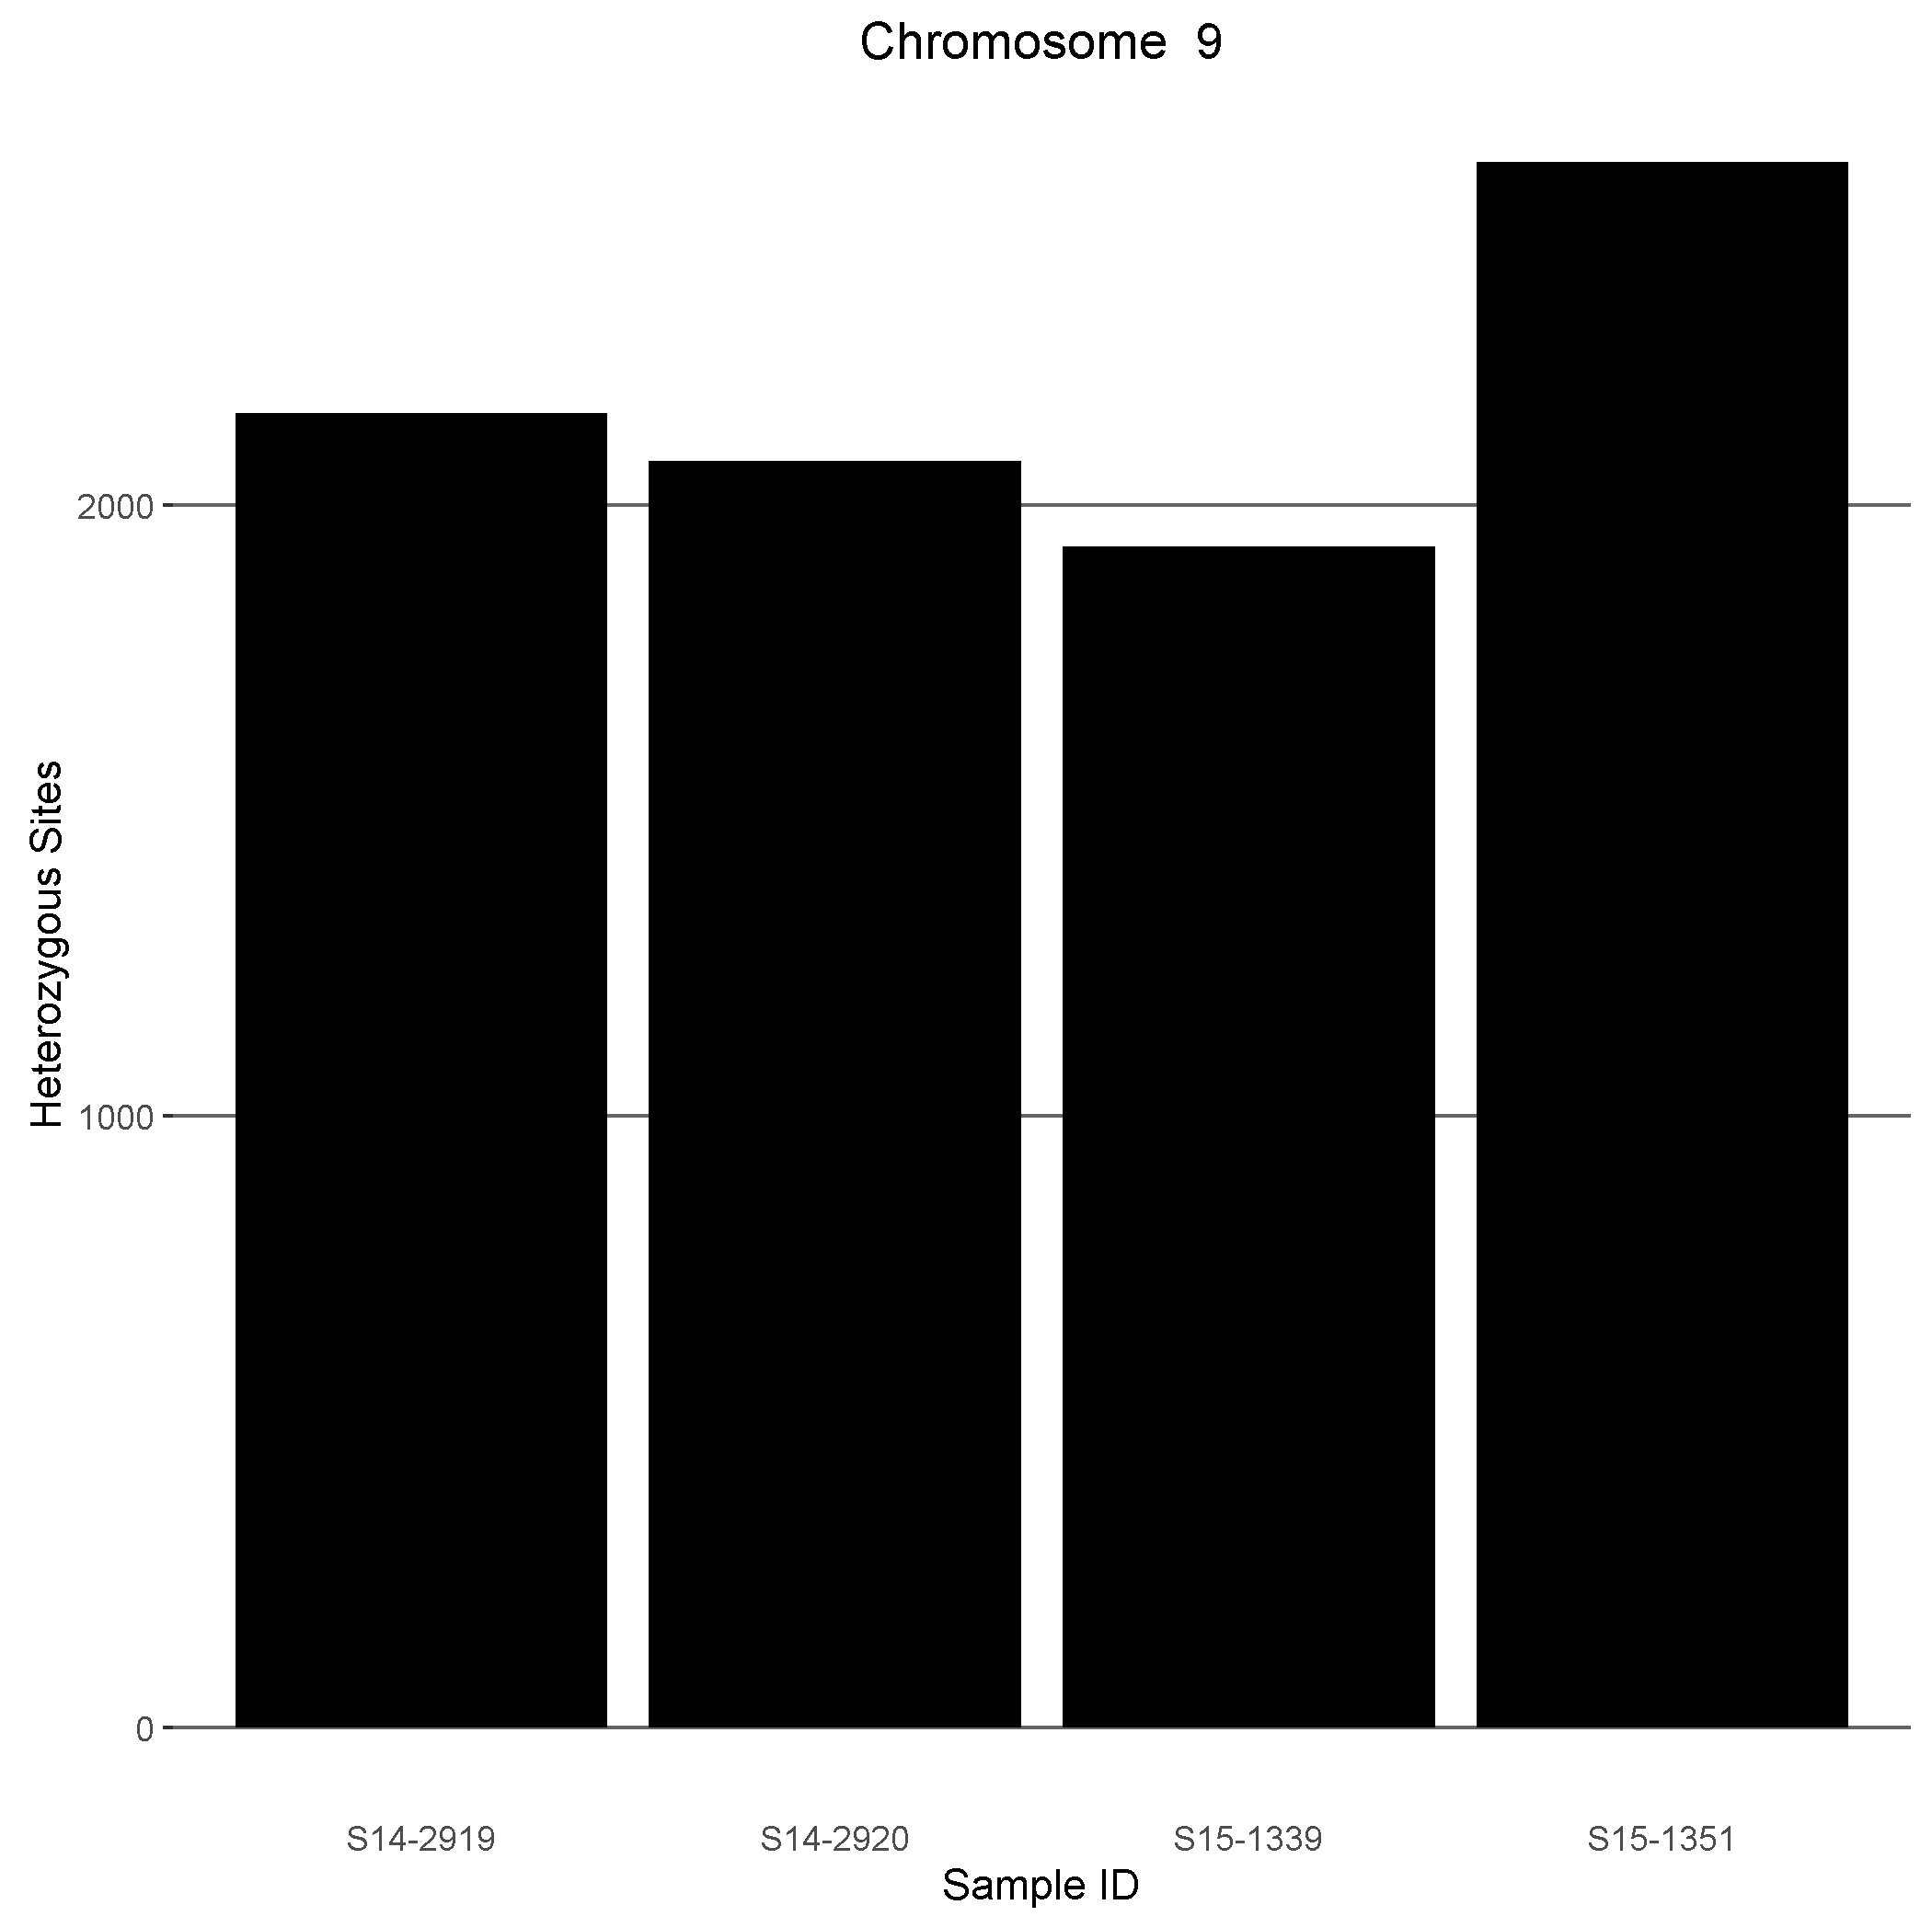 Chromosome  9
Heterozygous Sites
2000
1000
0
S14-2919
S14-2920
S15-1339
S15-1351
Sample ID